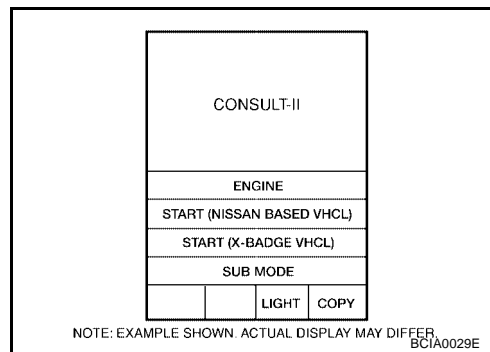 CONSULT-II
ENGINE
START (NISSAN BASED VHCL)
START (X-BADGE VHCL)
SUB MODE
LIGHT COPY
NOTE: EXAMPLE SHOWN. ACTUAL DISPLAY MAY DIFFER.
BCIA0029E